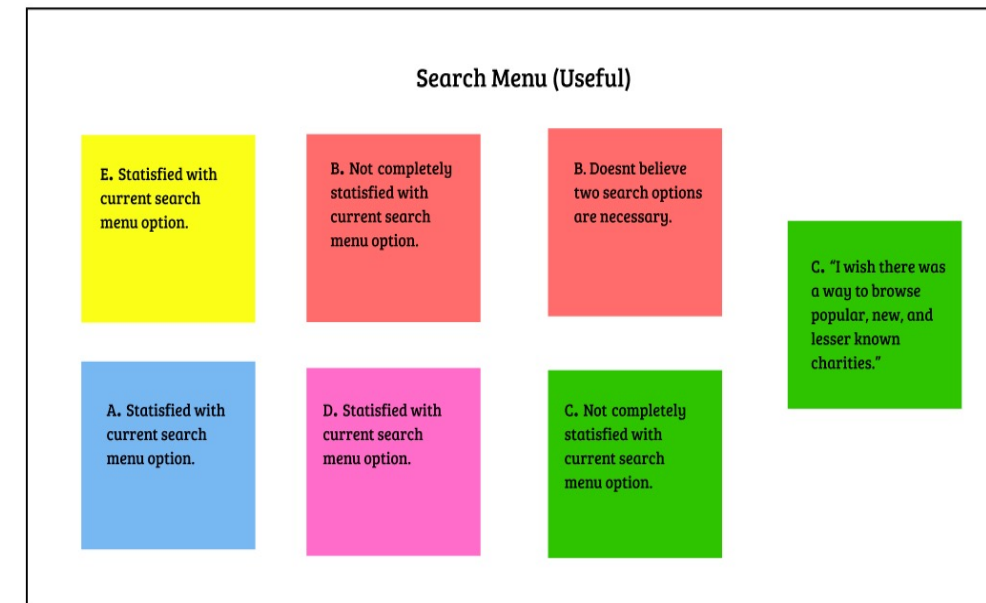 Search Menu (Useful)
E. Statisfied with
current search
menu option.
B. Not completely
statisfied with
current search
menu option.
B. Doesnt believe
two search options
are necessary.
C. "I wish there was
a way to browse
popular, new, and
lesser known
charities."
A. Statisfied with
current search
menu option.
D. Statisfied with
current search
menu option.
C. Not completely
statisfied with
current search
menu option.